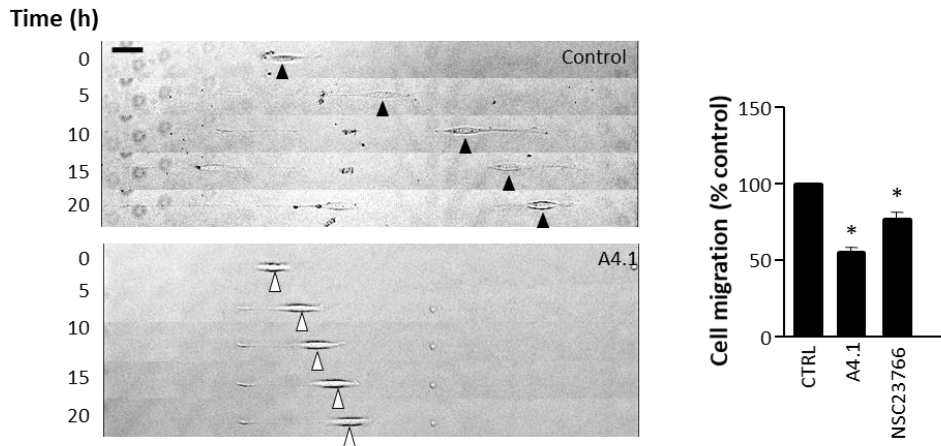 Time (h)
0
Control
5
10
15
20
0
A4.1
5
10
15
20
Cell migration (% control)
150
100
50
0
*
*
CTRL
A4.1
NSC23766